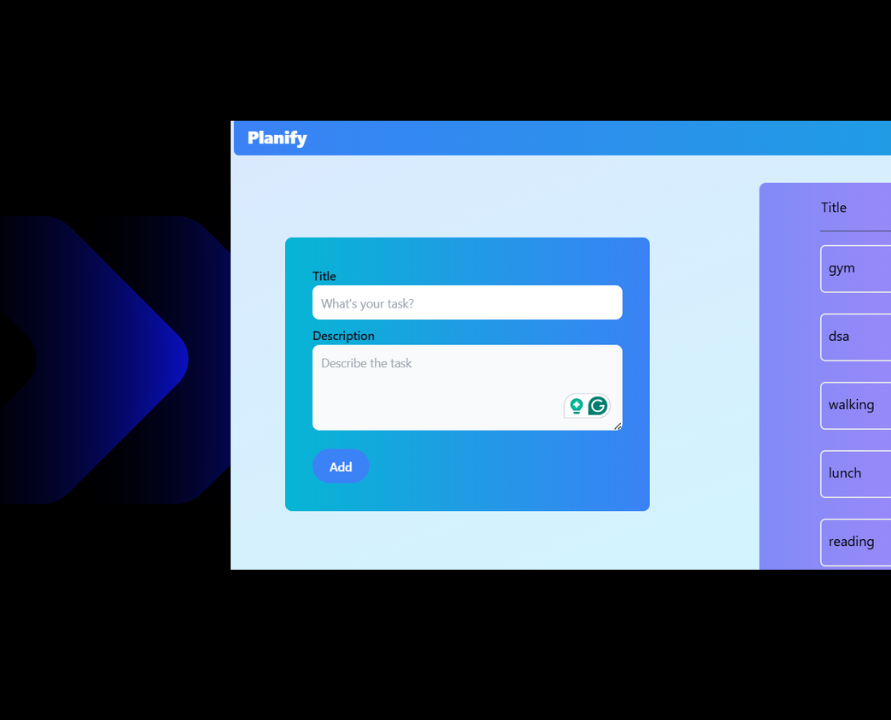 Planify
Title
What's your task?
Description
Describe the task
Add
Title
gym
dsa
walking
lunch
reading